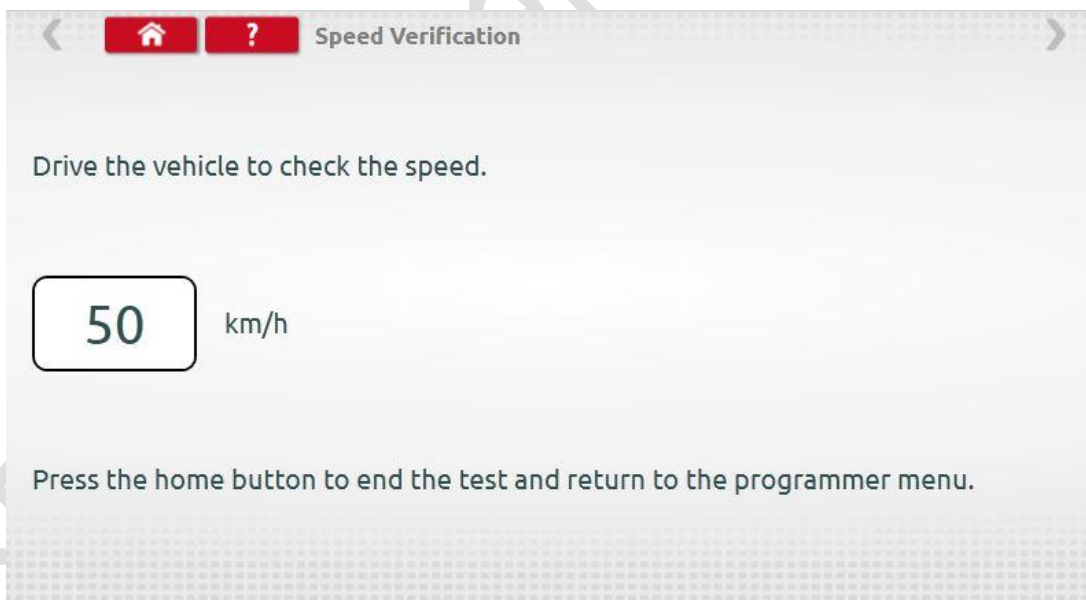 ? Speed Verification
Drive the vehicle to check the speed.
50 km/h
Press the home button to end the test and return to the programmer menu.